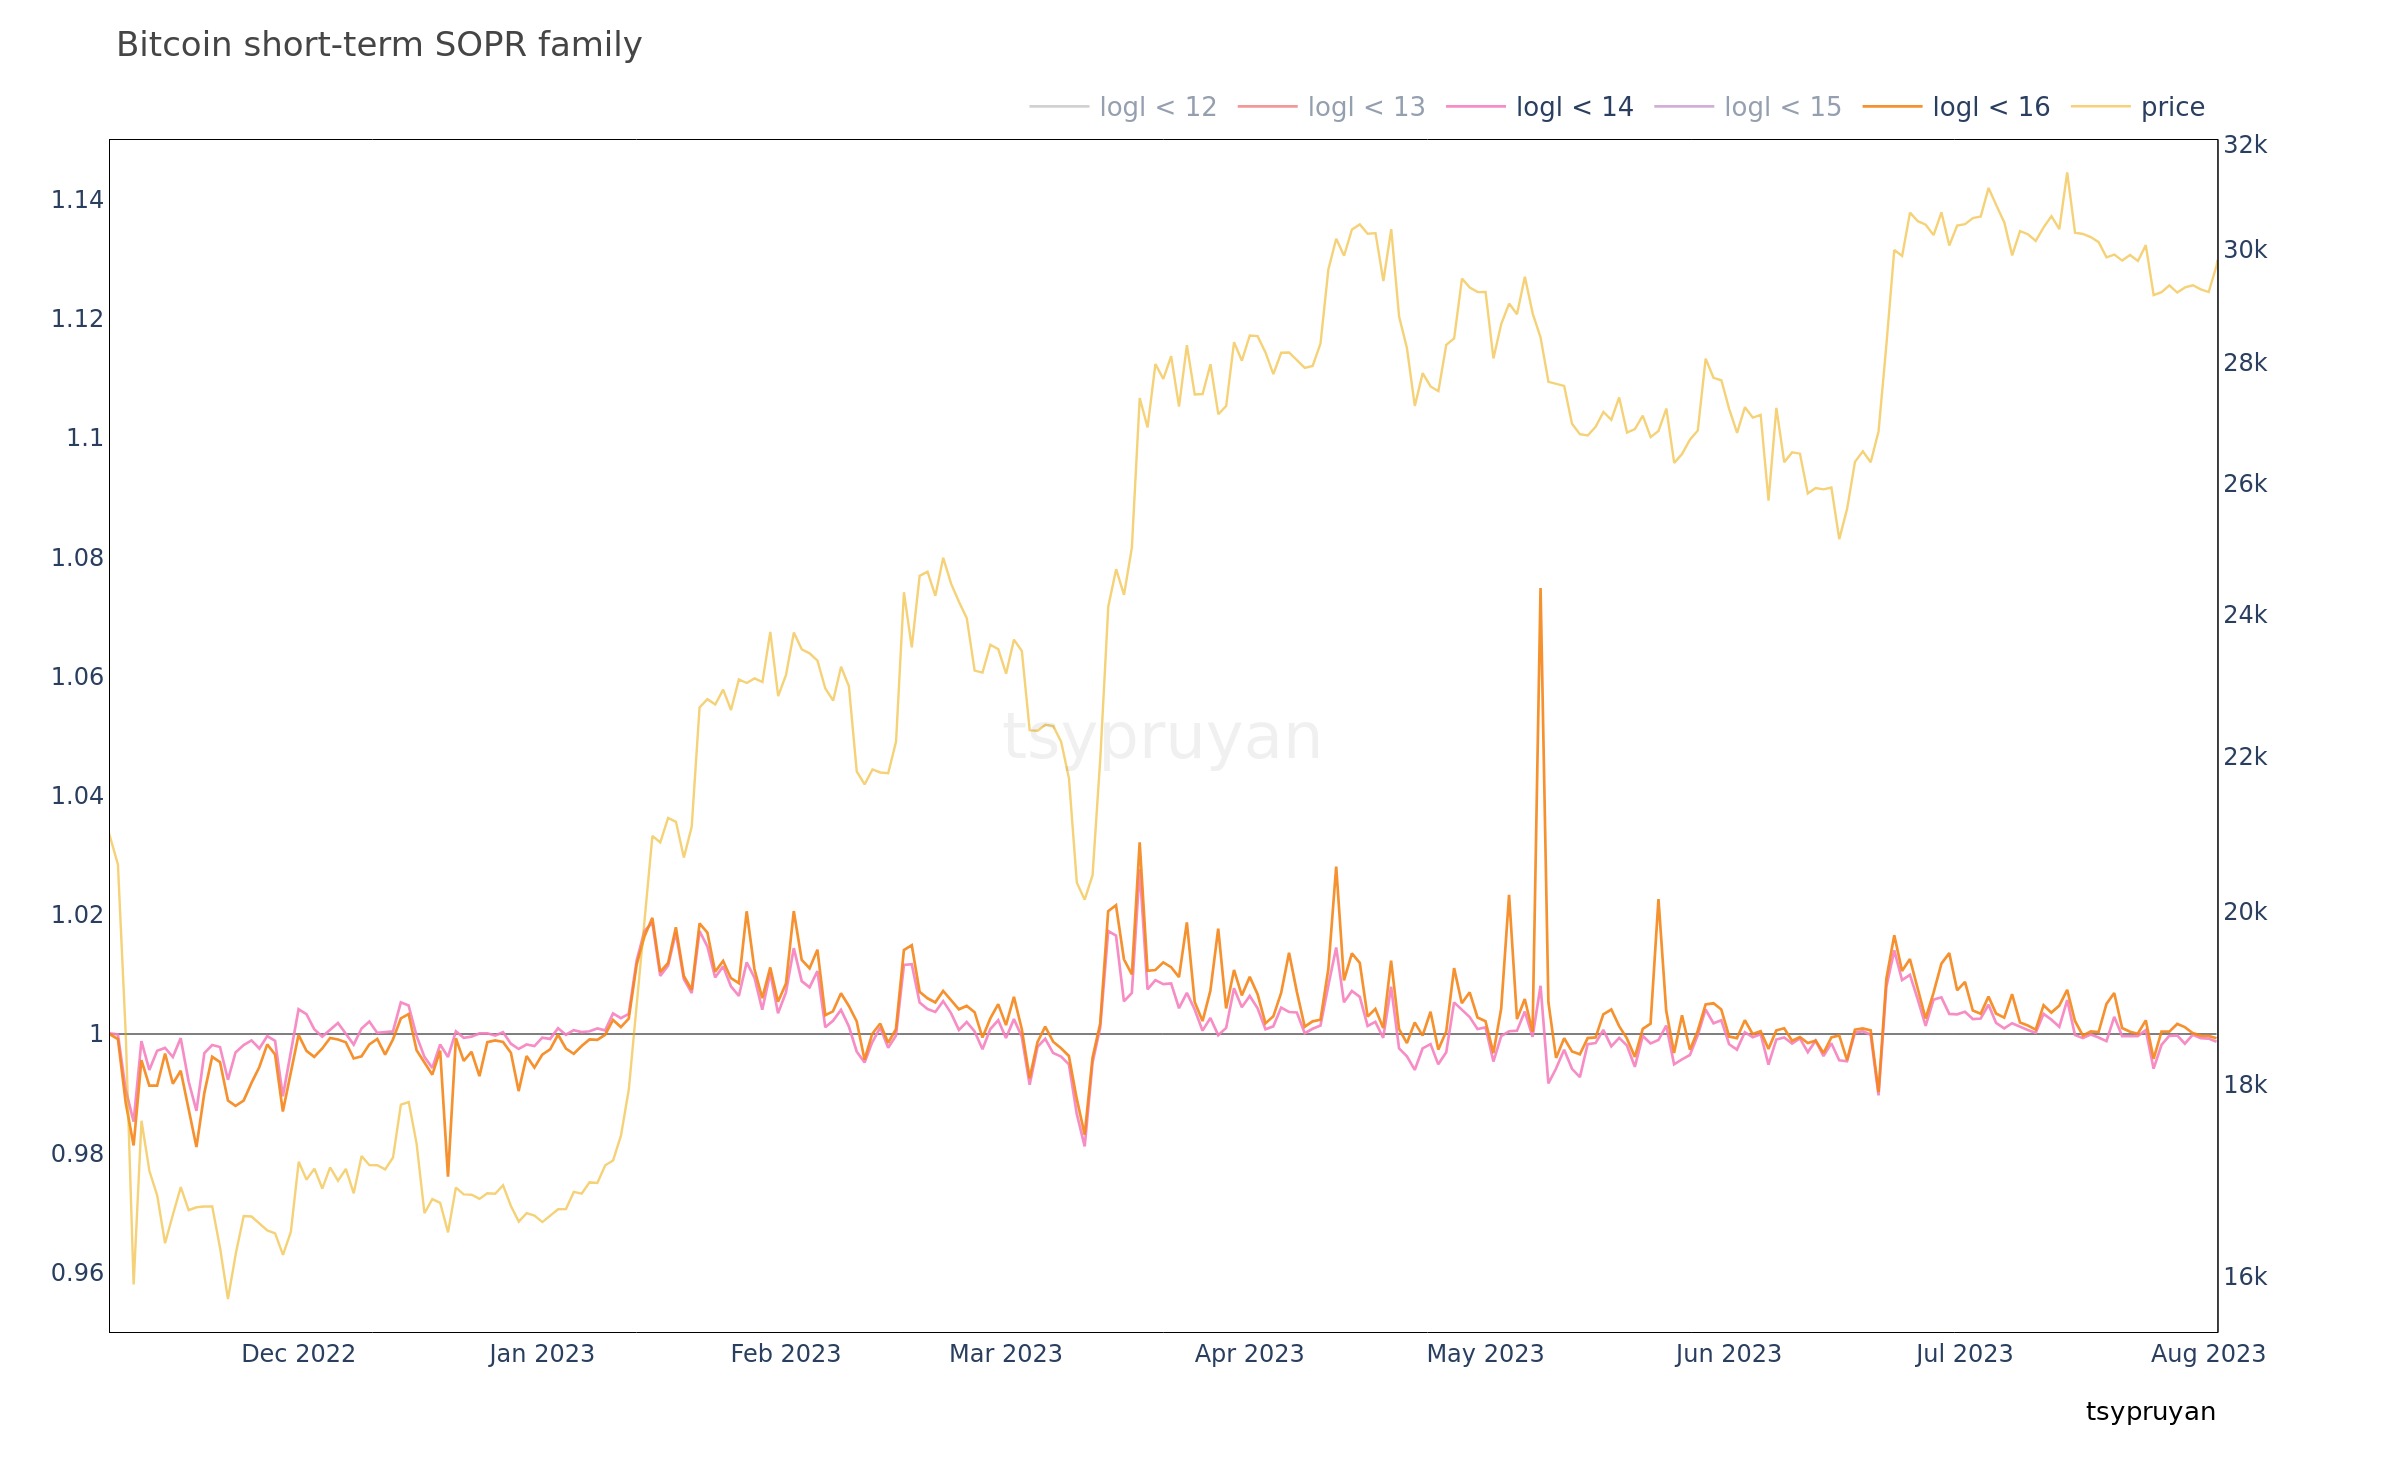 Bitcoin short-term SOPR family
logl < 12 logl < 13 logl < 14 logl < 15 logl < 16 price
32k
1.14
30k
1.12
28k
1.1
26k
1.08
24k
1.06
tsypruyan
22k
1.04
1.02
20k
1
18k
0.98
0.96
16k
Dec 2022 Jan 2023 Feb 2023 Mar 2023 Apr 2023 May 2023 Jun 2023 Jul 2023 Aug 2023
tsypruyan